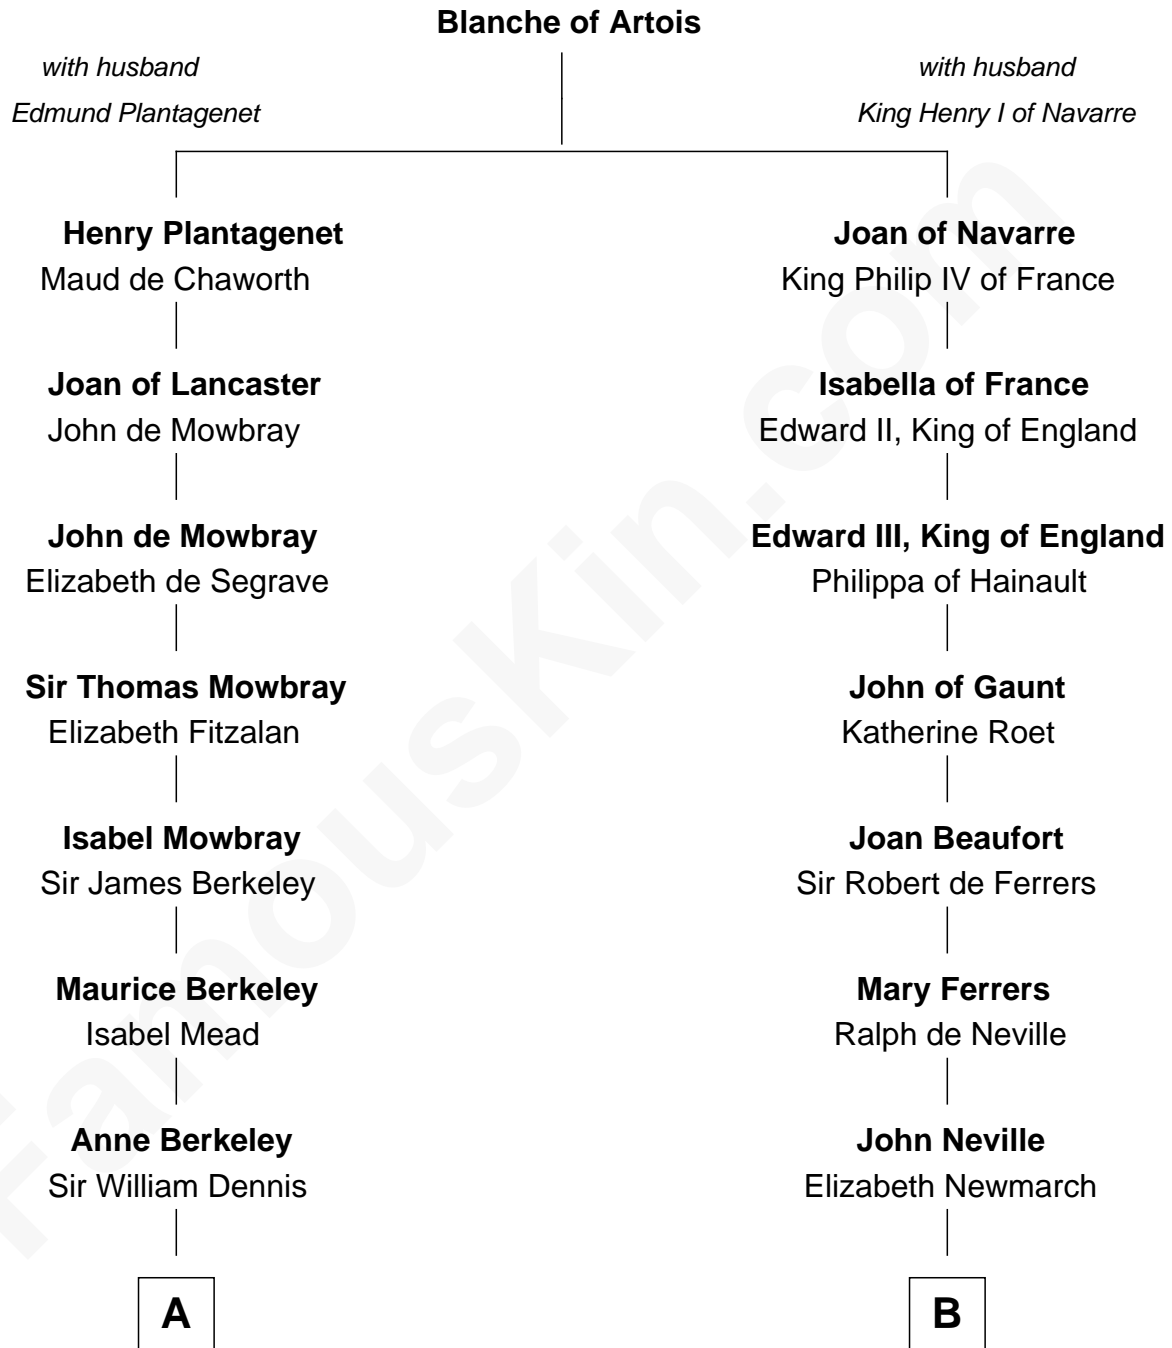 Blanche of Artois
with husband
Edmund Plantagenet
with husband
King Henry I of Navarre
Henry Plantagenet
Maud de Chaworth
Joan of Navarre
King Philip IV of France
Joan of Lancaster
John de Mowbray
Isabella of France
Edward II, King of England
John de Mowbray
Elizabeth de Segrave
Edward III, King of England
Philippa of Hainault
Sir Thomas Mowbray
Elizabeth Fitzalan
John of Gaunt
Katherine Roet
Isabel Mowbray
Sir James Berkeley
Joan Beaufort
Sir Robert de Ferrers
Maurice Berkeley
Isabel Mead
Mary Ferrers
Ralph de Neville
Anne Berkeley
Sir William Dennis
John Neville
Elizabeth Newmarch
A
B
FamousKin.com